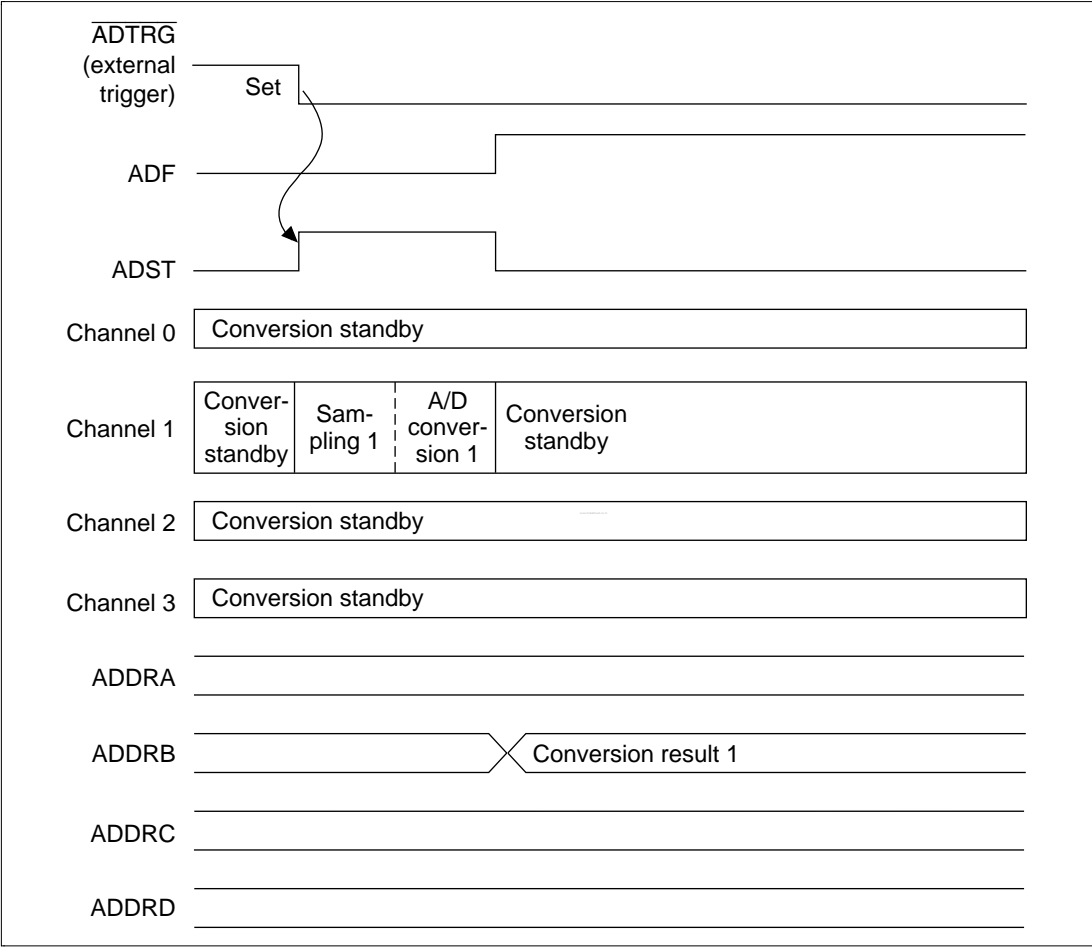 ADTRG
(external
trigger)
Set
ADF
ADST
Channel 0
Conversion standby
Channel 1
Conver-
sion
standby
Sam-
pling 1
A/D
conver-
sion 1
Conversion
standby
Channel 2
Conversion standby
Channel 3
Conversion standby
ADDRA
ADDRB
Conversion result 1
ADDRC
ADDRD